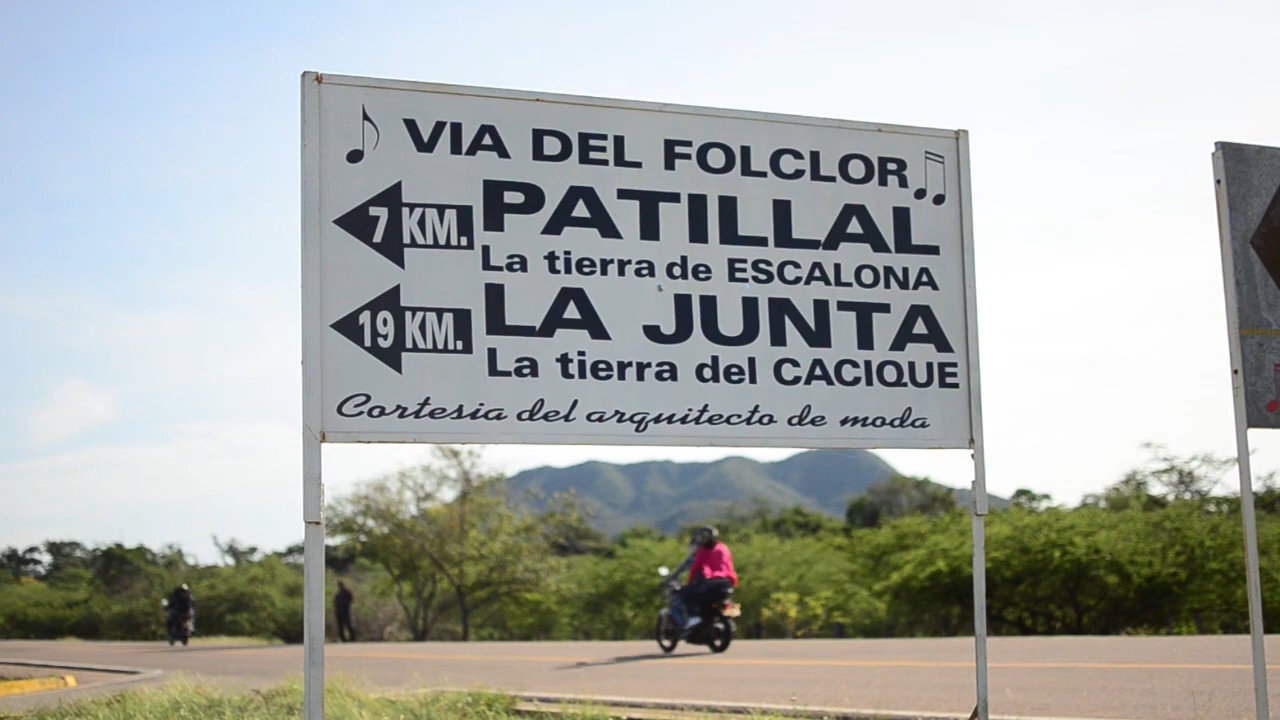 VIA DEL FOLCLOR
7 KM. PATILLAL
La tierra de ESCALONA
19 KM. LA JUNTA
La tierra del CACIQUE
Cortesia del arquitecto de moda